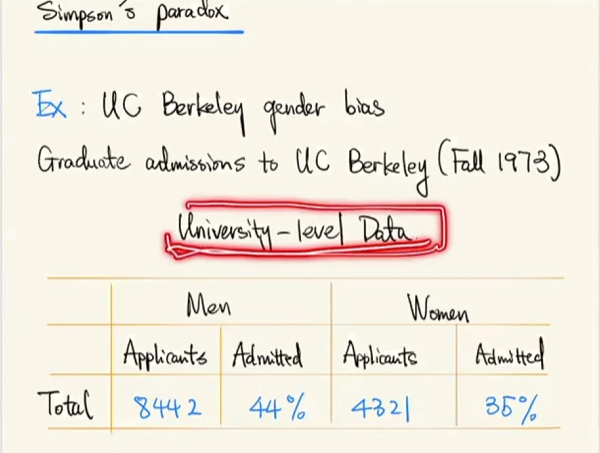 Simpson's paradox
Ex : UC Berkeley gender bias
Graduate admissions to UC Berkeley (Fall 1973)
University-level Data
Men Women
Applicants Admitted Applicants Admitted
Total 8442 44% 4321 35%